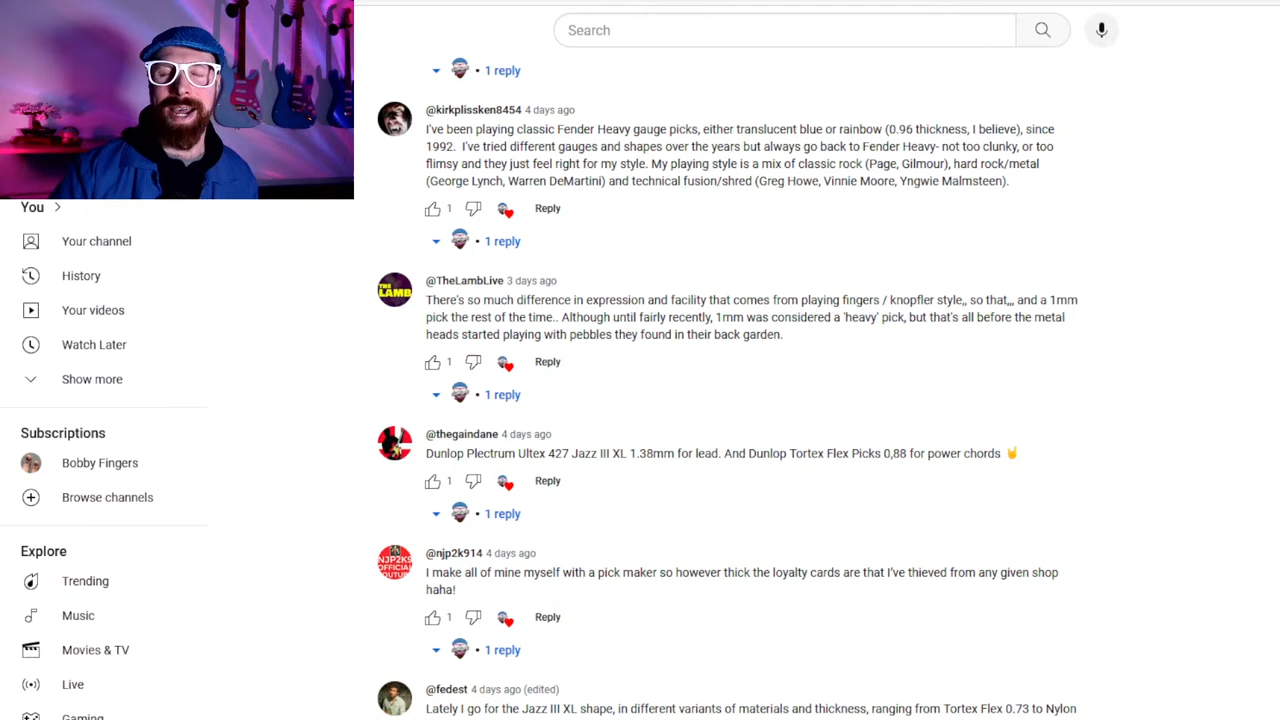 Search
1 reply
@kirkplissken8454 4 days ago
I've been playing classic Fender Heavy gauge picks, either translucent blue or rainbow (0.96 thickness, I believe), since
1992. I've tried different gauges and shapes over the years but always go back to Fender Heavy- not too clunky, or too
flimsy and they just feel right for my style. My playing style is a mix of classic rock (Page, Gilmour), hard rock/metal
(George Lynch, Warren DeMartini) and technical fusion/shred (Greg Howe, Vinnie Moore, Yngwie Malmsteen).
1 Reply
1 reply
@TheLambLive 3 days ago
There's so much difference in expression and facility that comes from playing fingers / knopfler style,, so that,,, and a 1mm
pick the rest of the time.. Although until fairly recently, 1mm was considered a 'heavy' pick, but that's all before the metal
heads started playing with pebbles they found in their back garden.
1 Reply
1 reply
@thegaindane 4 days ago
Dunlop Plectrum Ultex 427 Jazz III XL 1.38mm for lead. And Dunlop Tortex Flex Picks 0,88 for power chords 🤘
1 Reply
1 reply
@njp2k914 4 days ago
I make all of mine myself with a pick maker so however thick the loyalty cards are that I've thieved from any given shop
haha!
1 Reply
1 reply
@fedest 4 days ago (edited)
Lately I go for the Jazz III XL shape, in different variants of materials and thickness, ranging from Tortex Flex 0.73 to Nylon
You
Your channel
History
Your videos
Watch Later
Show more
Subscriptions
Bobby Fingers
Browse channels
Explore
Trending
Music
Movies & TV
Live
Gaming
THE
LAMB